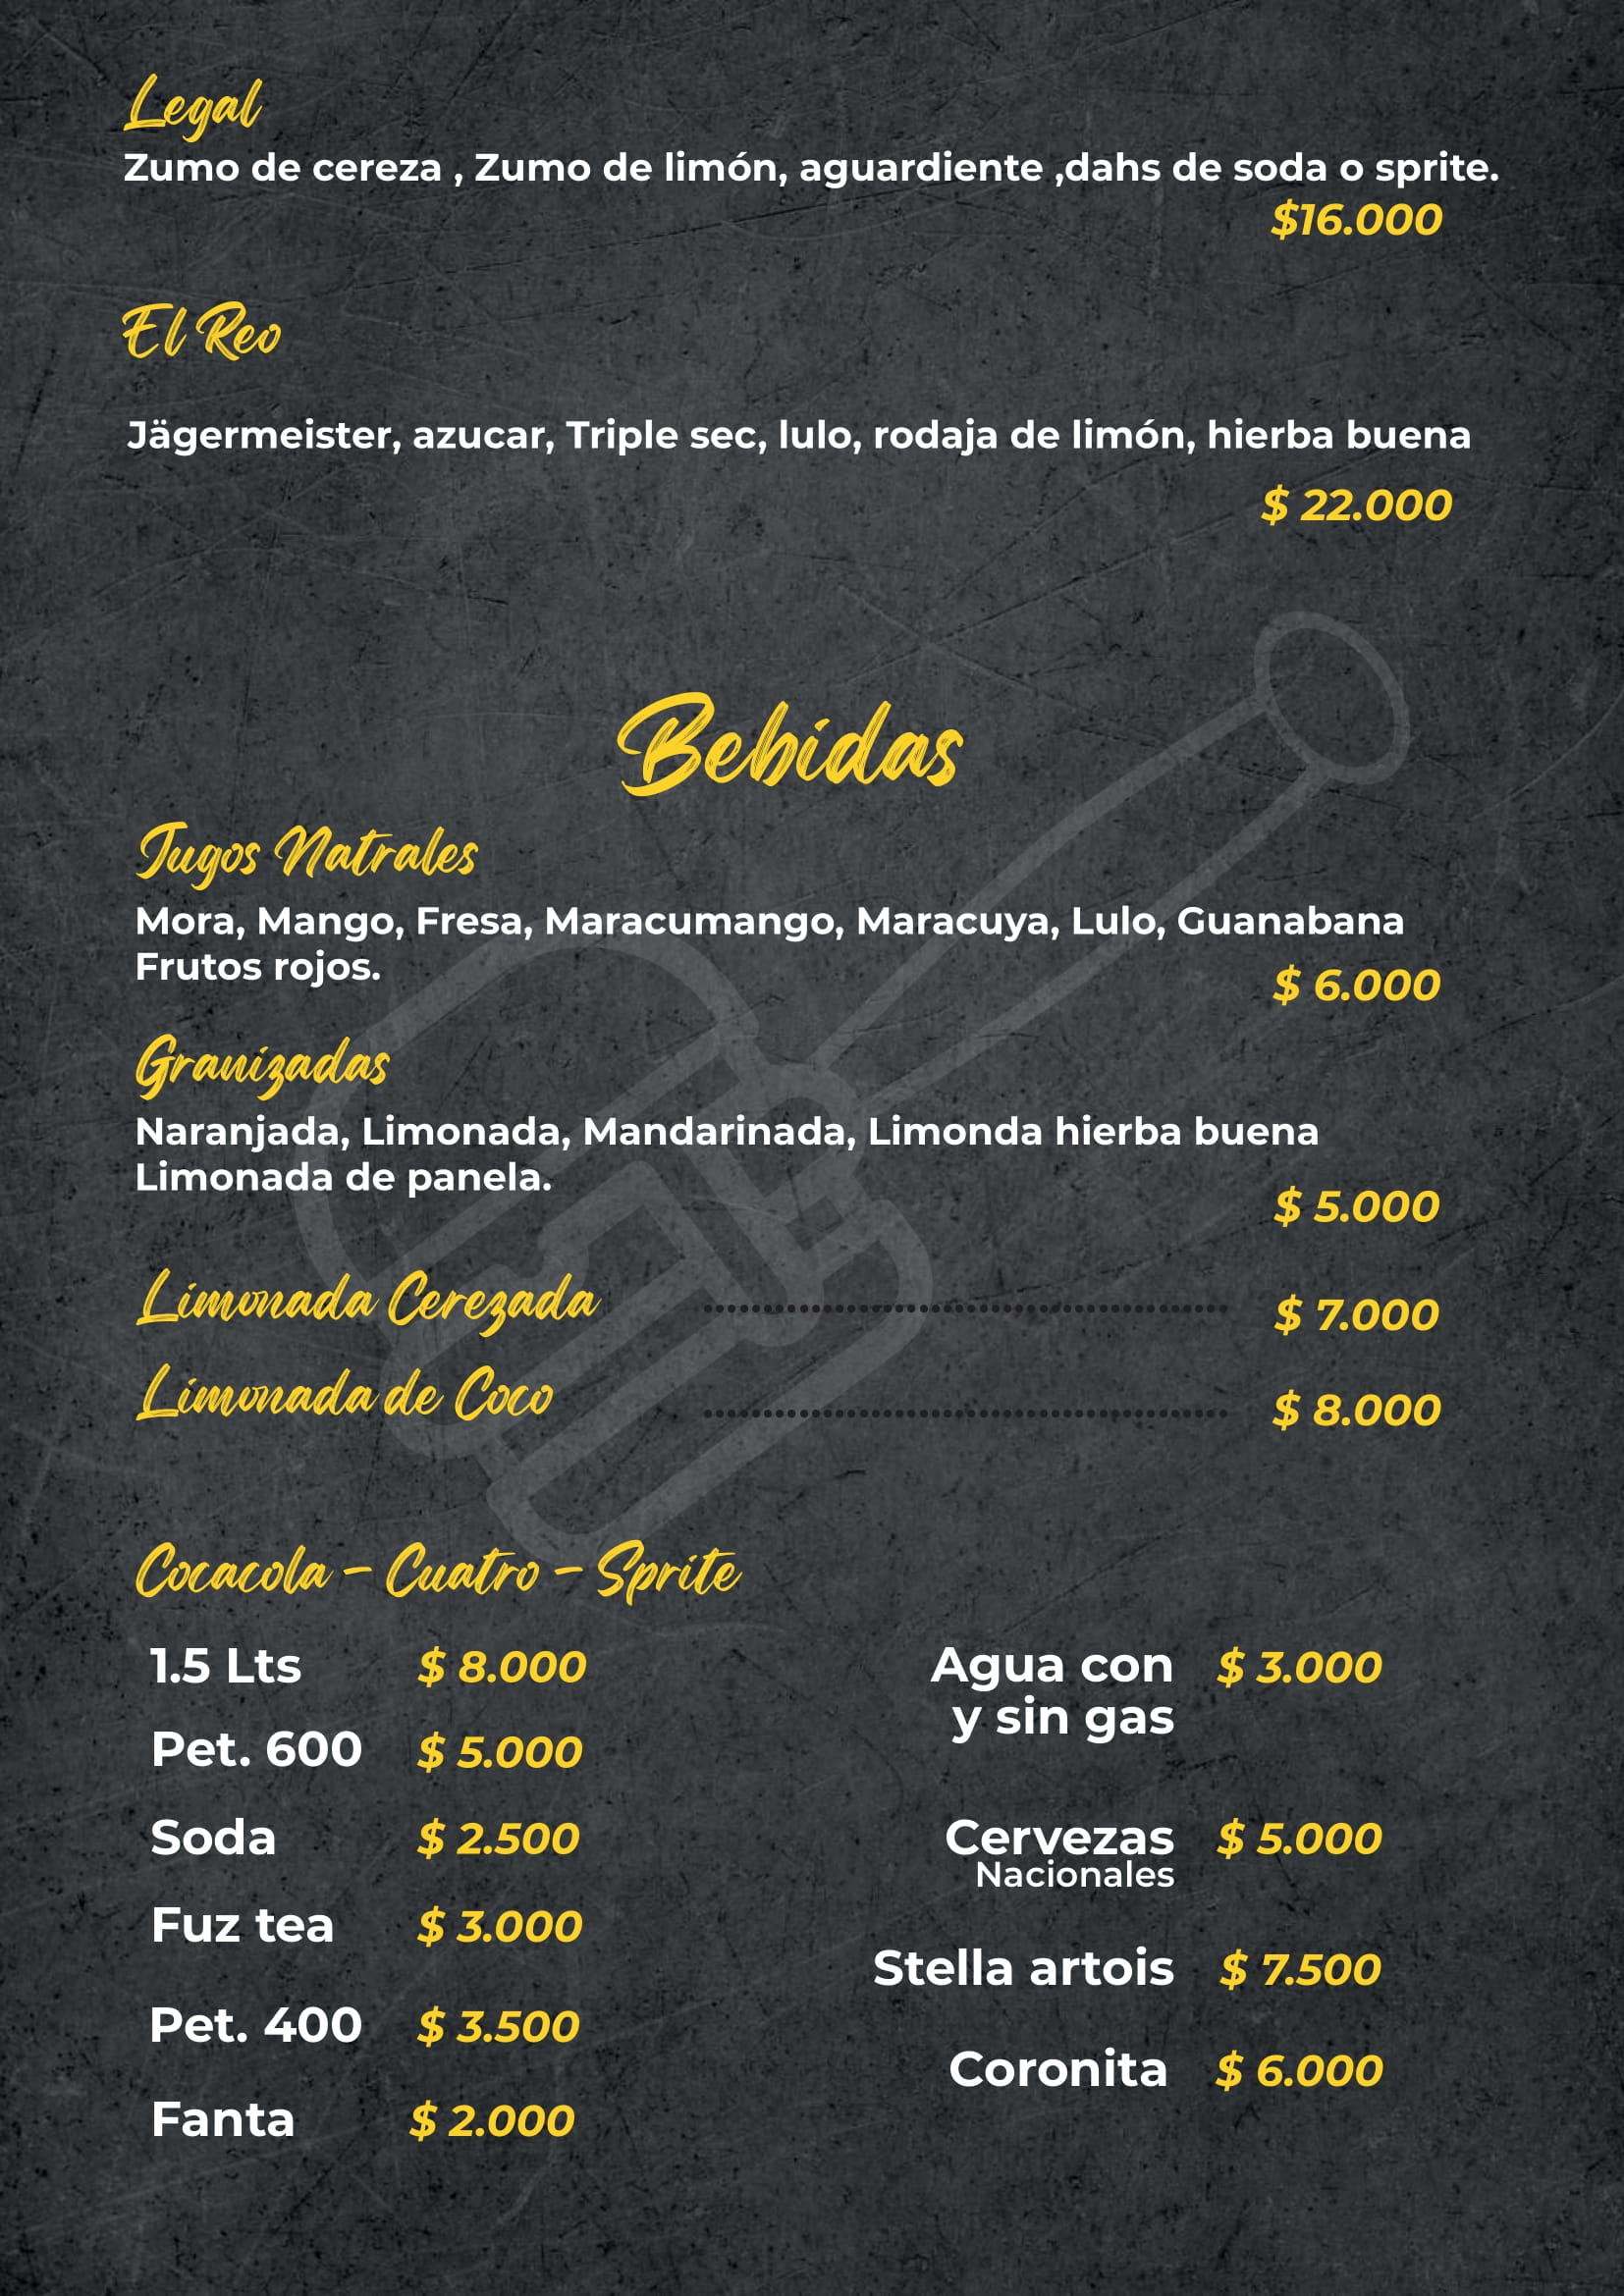 Legal
Zumo de cereza , Zumo de limón, aguardiente ,dahs de soda o sprite.
$16.000
El Reo
Jägermeister, azucar, Triple sec, lulo, rodaja de limón, hierba buena
$ 22.000
Bebidas
Jugos Natrales
Mora, Mango, Fresa, Maracumango, Maracuya, Lulo, Guanabana
Frutos rojos.
$ 6.000
Granizadas
Naranjada, Limonada, Mandarinada, Limonda hierba buena
Limonada de panela.
$ 5.000
Limonada Cerezada $ 7.000
Limonada de Coco $ 8.000
Cocacola - Cuatro - Sprite
1.5 Lts $ 8.000
Pet. 600 $ 5.000
Soda $ 2.500
Fuz tea $ 3.000
Pet. 400 $ 3.500
Fanta $ 2.000
Agua con $ 3.000
y sin gas
Cervezas $ 5.000
Nacionales
Stella artois $ 7.500
Coronita $ 6.000